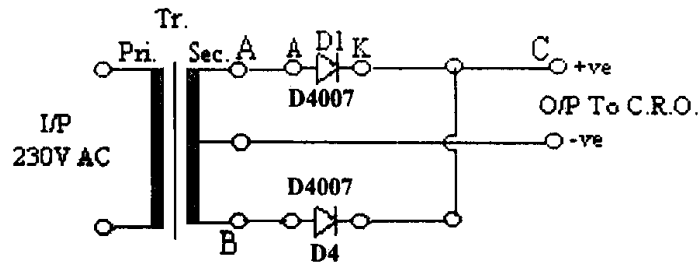 Tr.
Pri. Sec. A A D1 K C
+ve
D4007
I/P
230V AC
O/P To C.R.O.
-ve
D4007
B
D4